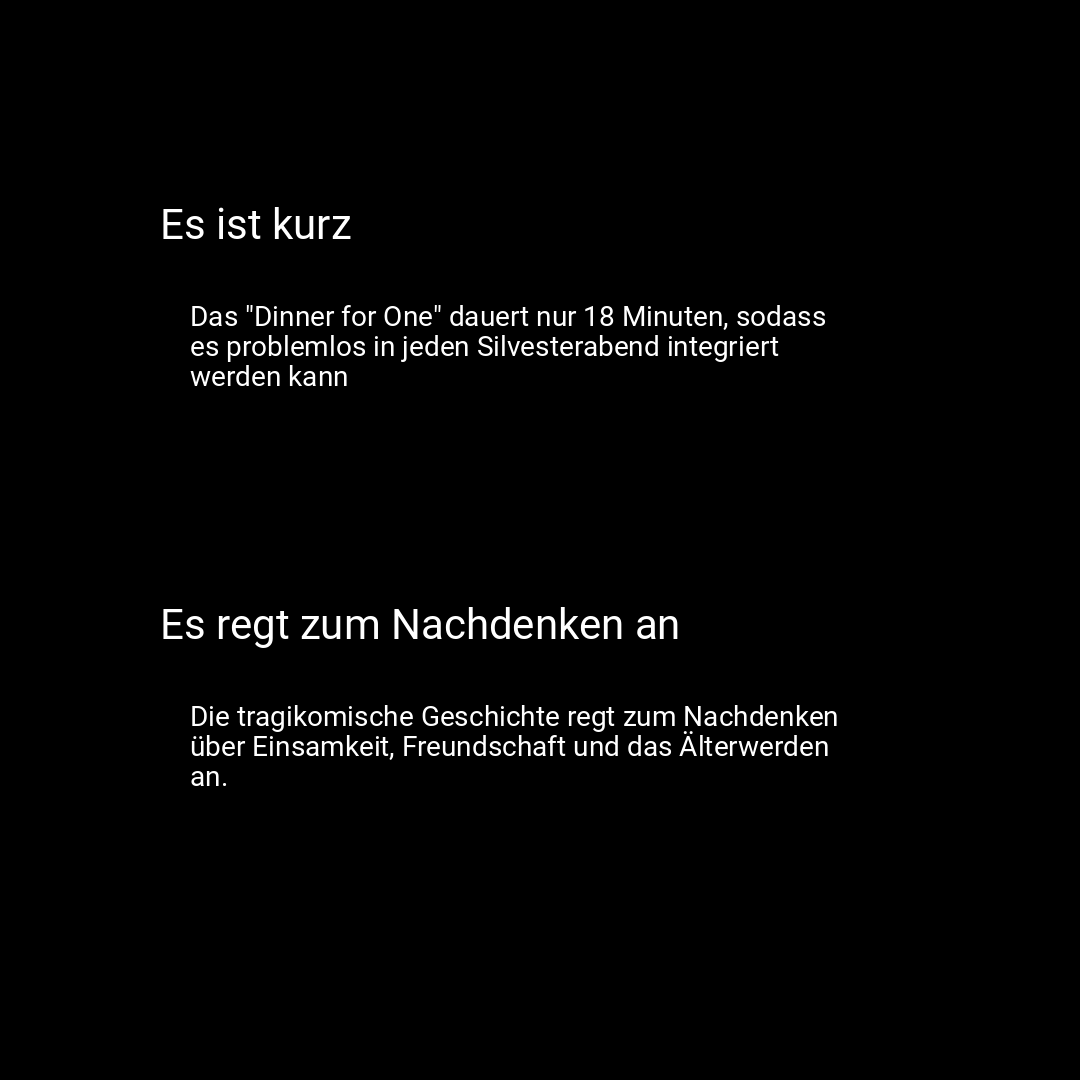 Es ist kurz
Das "Dinner for One" dauert nur 18 Minuten, sodass
es problemlos in jeden Silvesterabend integriert
werden kann
Es regt zum Nachdenken an
Die tragikomische Geschichte regt zum Nachdenken
über Einsamkeit, Freundschaft und das Älterwerden
an.